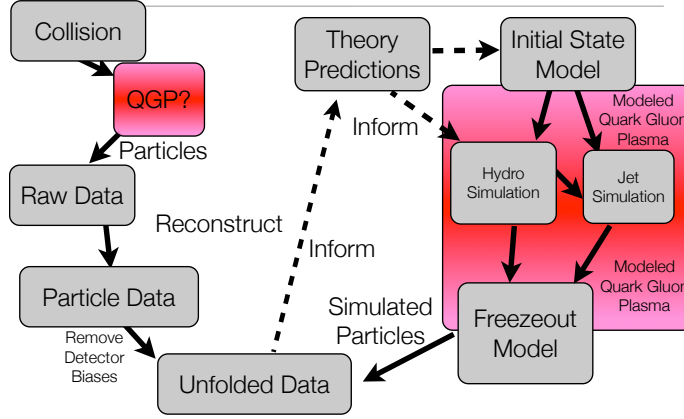 Collision
QGP?
Particles
Raw Data
Reconstruct
Particle Data
Remove
Detector
Biases
Unfolded Data
Inform
Theory
Predictions
Inform
Initial State
Model
Modeled
Quark Gluon
Plasma
Hydro
Simulation
Jet
Simulation
Modeled
Quark Gluon
Plasma
Freezeout
Model
Simulated
Particles